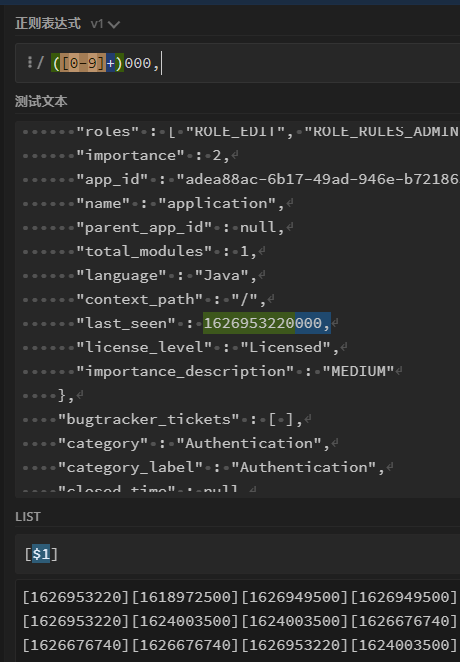 正则表达式 v1
/ ([0-9]+)000,
测试文本
"roles" : [ "ROLE_EDIT", "ROLE_RULES_ADMIN
"importance" : 2,
"app_id" : "adea88ac-6b17-49ad-946e-b72186
"name" : "application",
"parent_app_id" : null,
"total_modules" : 1,
"language" : "Java",
"context_path" : "/",
"last_seen" : 1626953220000,
"license_level" : "Licensed",
"importance_description" : "MEDIUM"
},
"bugtracker_tickets" : [ ],
"category" : "Authentication",
"category_label" : "Authentication",
"closed_time" : null,
LIST
[$1]
[1626953220][1618972500][1626949500][1626949500]
[1626953220][1624003500][1624003500][1626676740]
[1626676740][1626676740][1626953220][1624003500]